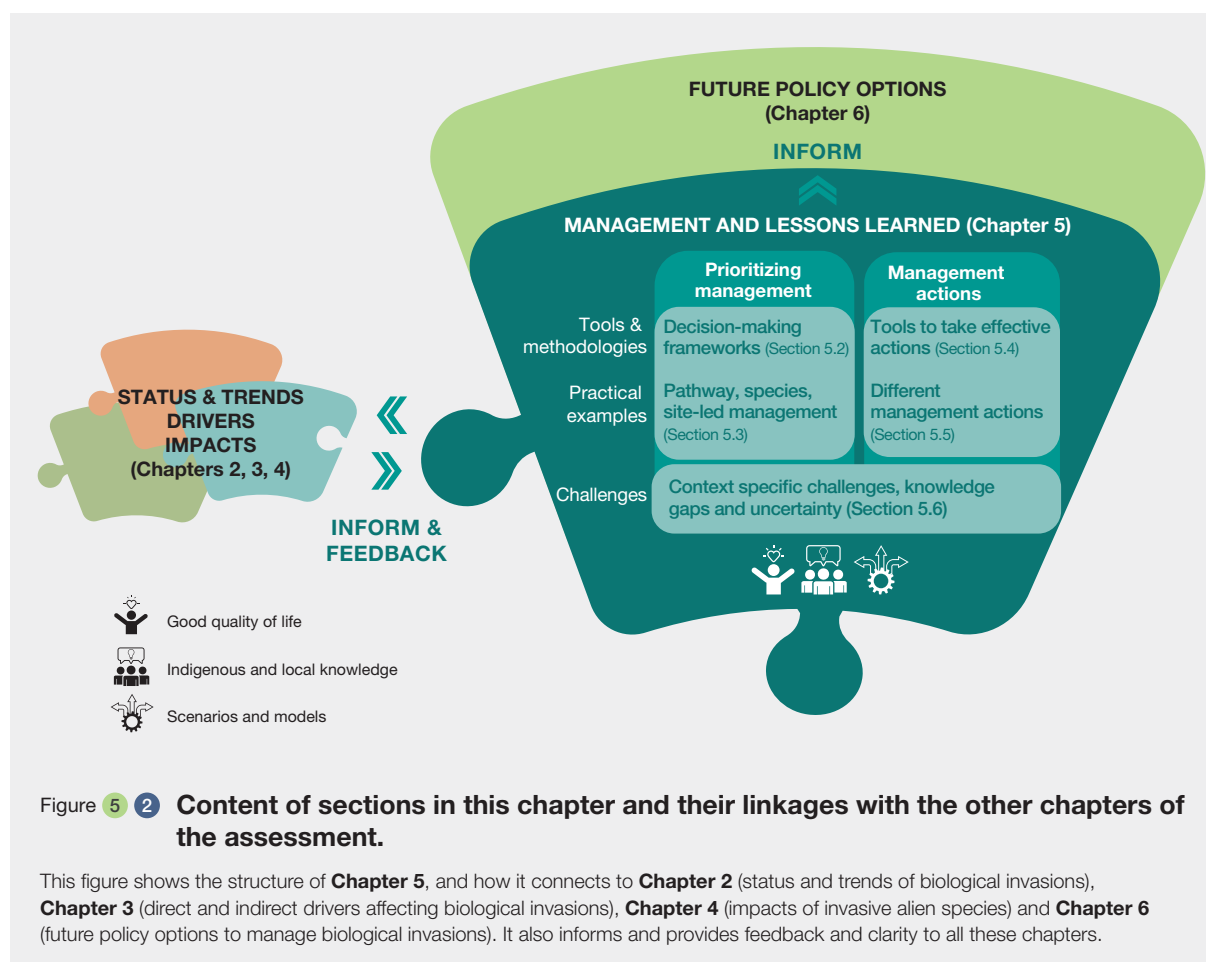 FUTURE POLICY OPTIONS
(Chapter 6)
INFORM
MANAGEMENT AND LESSONS LEARNED (Chapter 5)
Prioritizing
management
Management
actions
Tools &
methodologies
Decision-making
frameworks (Section 5.2)
Tools to take effective
actions (Section 5.4)
Practical
examples
Pathway, species,
site-led management
(Section 5.3)
Different
management actions
(Section 5.5)
Challenges
Context specific challenges, knowledge
gaps and uncertainty (Section 5.6)
STATUS & TRENDS
DRIVERS
IMPACTS
(Chapters 2, 3, 4)
INFORM &
FEEDBACK
Good quality of life
Indigenous and local knowledge
Scenarios and models
Figure 5 2 Content of sections in this chapter and their linkages with the other chapters of
the assessment.
This figure shows the structure of Chapter 5, and how it connects to Chapter 2 (status and trends of biological invasions),
Chapter 3 (direct and indirect drivers affecting biological invasions), Chapter 4 (impacts of invasive alien species) and Chapter 6
(future policy options to manage biological invasions). It also informs and provides feedback and clarity to all these chapters.